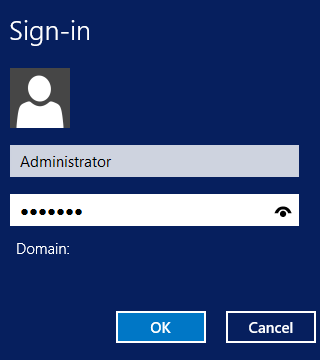 Sign-in
Administrator
•••••••
Domain:
OK
Cancel